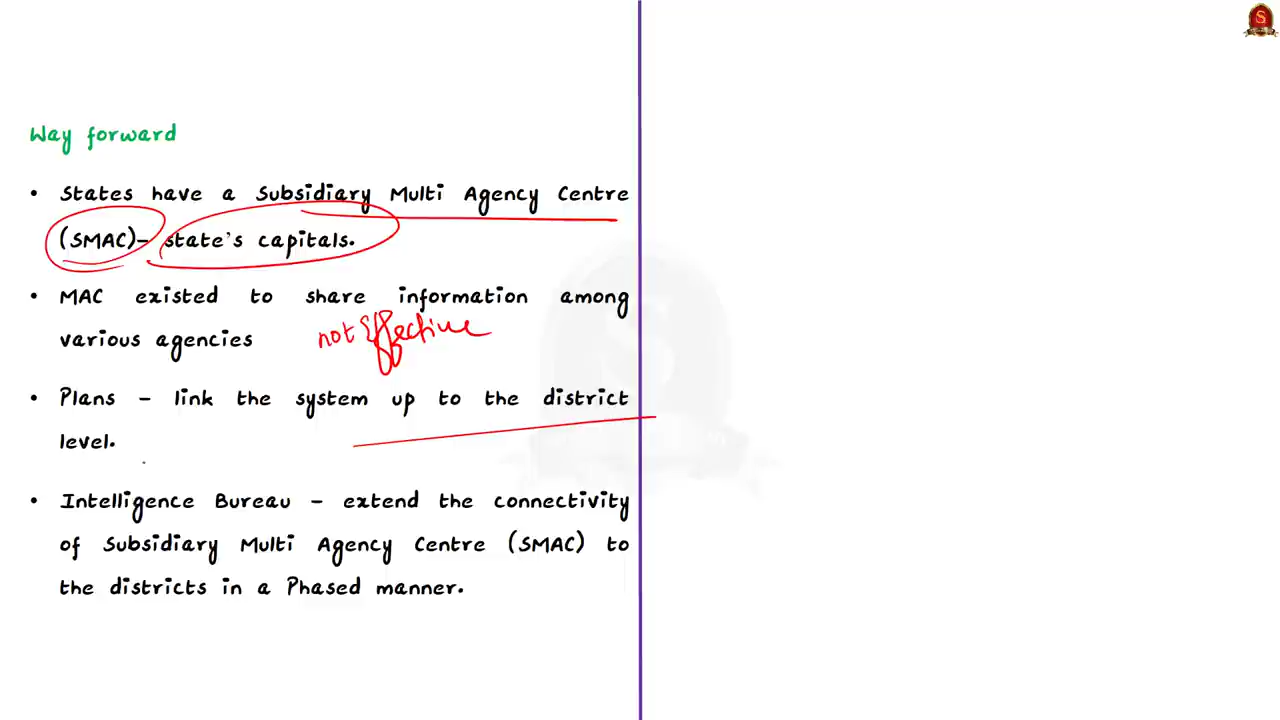 Way forward
• States have a Subsidiary Multi Agency Centre
(SMAC)- state's capitals.
• MAC existed to share information among
various agencies not Effective
• Plans - link the system up to the district
level.
• Intelligence Bureau - extend the connectivity
of Subsidiary Multi Agency Centre (SMAC) to
the districts in a Phased manner.